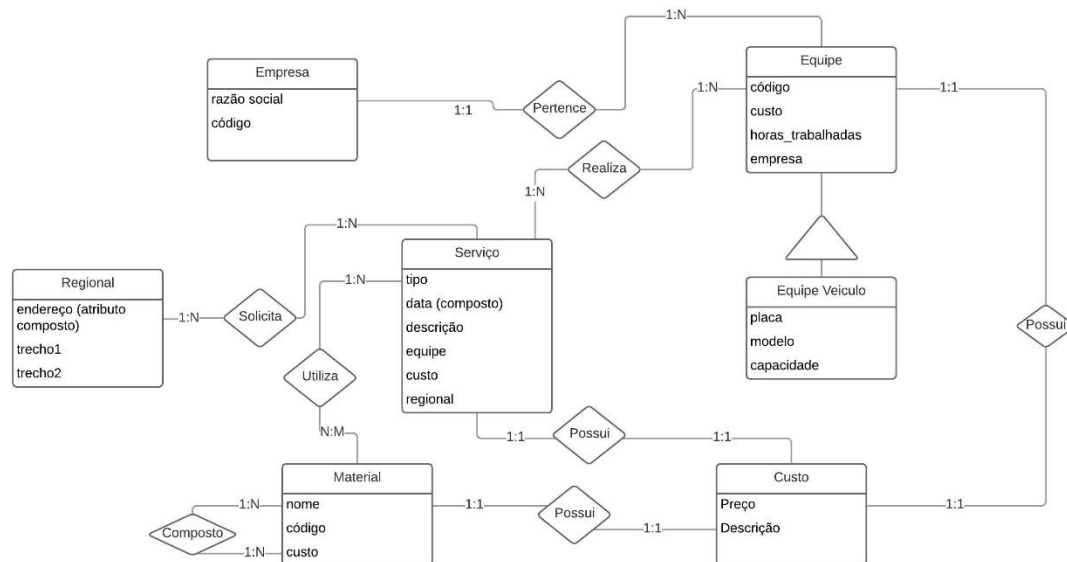 1:N
Empresa
razão social
código
1:1
Pertence
Equipe
código
custo
horas_trabalhadas
empresa
1:N
1:1
Realiza
1:N
1:N
Serviço
tipo
data (composto)
descrição
equipe
custo
regional
1:N
Regional
endereço (atributo
composto)
trecho1
trecho2
1:N
Solicita
Equipe Veiculo
placa
modelo
capacidade
Possui
Utiliza
N:M
1:1
Possui
1:1
Material
nome
código
custo
1:N
Composto
1:N
1:1
Possui
1:1
Custo
Preço
Descrição
1:1